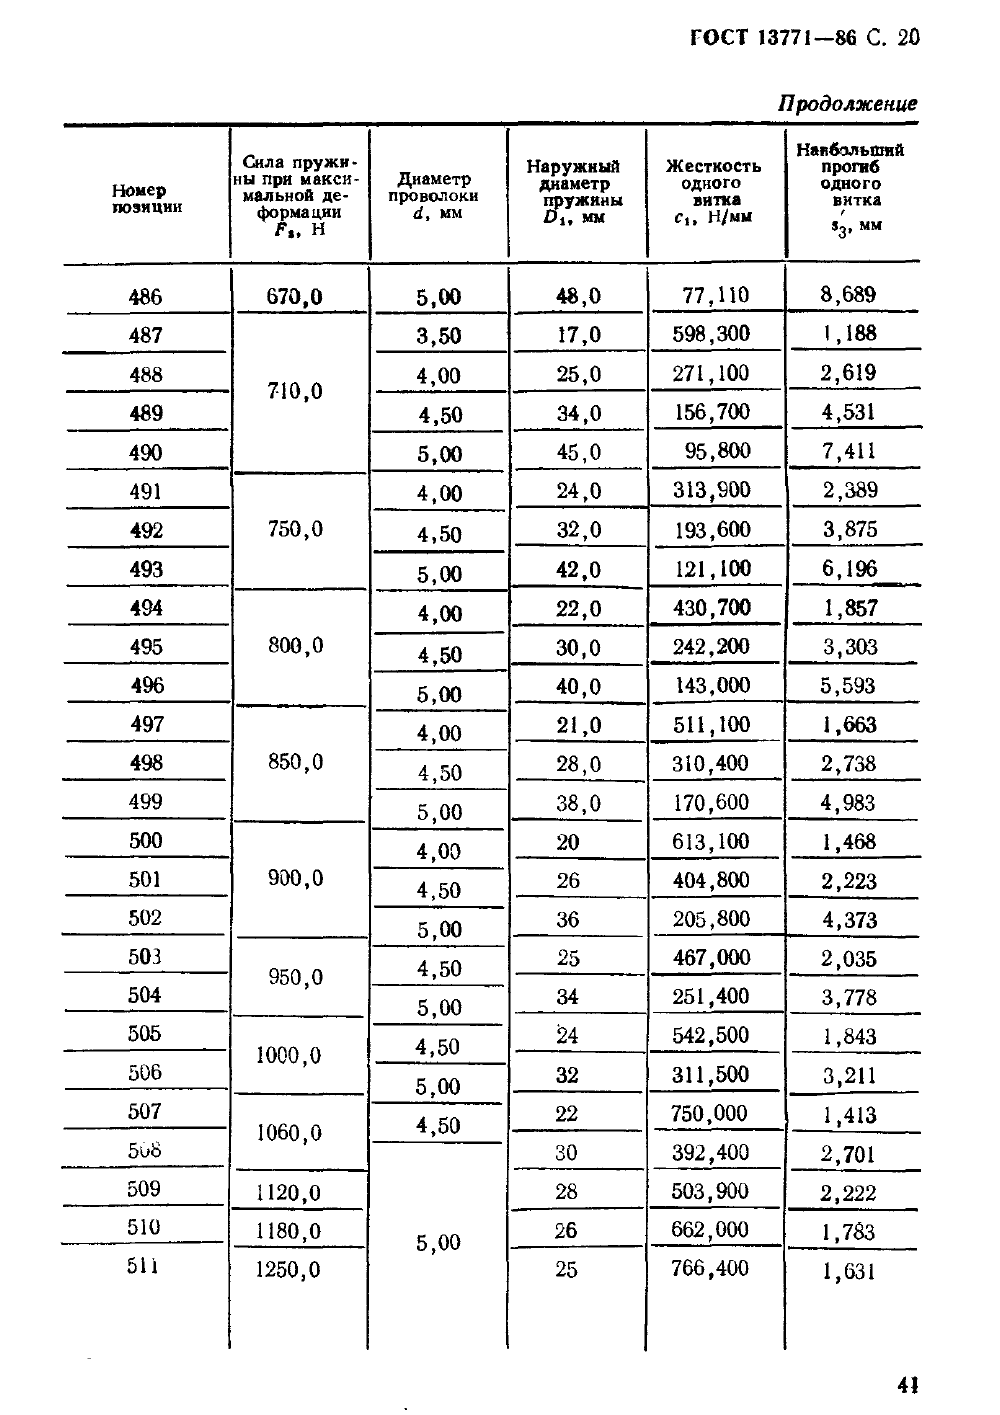 ГОСТ 13771—86 С. 20
Продолжение
Номер позиции | Сила пружи- ны при макси- мальной де- формации F₃, Н | Диаметр проволоки d, мм | Наружный диаметр пружины D₁, мм | Жесткость одного витка c₁, Н/мм | Наибольший прогиб одного витка s′₃, мм
486 670,0 5,00 48,0 77,110 8,689
487 3,50 17,0 598,300 1,188
488 710,0 4,00 25,0 271,100 2,619
489 4,50 34,0 156,700 4,531
490 5,00 45,0 95,800 7,411
491 4,00 24,0 313,900 2,389
492 750,0 4,50 32,0 193,600 3,875
493 5,00 42,0 121,100 6,196
494 4,00 22,0 430,700 1,857
495 800,0 4,50 30,0 242,200 3,303
496 5,00 40,0 143,000 5,593
497 4,00 21,0 511,100 1,663
498 850,0 4,50 28,0 310,400 2,738
499 5,00 38,0 170,600 4,983
500 4,00 20 613,100 1,468
501 900,0 4,50 26 404,800 2,223
502 5,00 36 205,800 4,373
503 950,0 4,50 25 467,000 2,035
504 5,00 34 251,400 3,778
505 1000,0 4,50 24 542,500 1,843
506 5,00 32 311,500 3,211
507 1060,0 4,50 22 750,000 1,413
508 30 392,400 2,701
509 1120,0 28 503,900 2,222
510 1180,0 5,00 26 662,000 1,783
511 1250,0 25 766,400 1,631
41